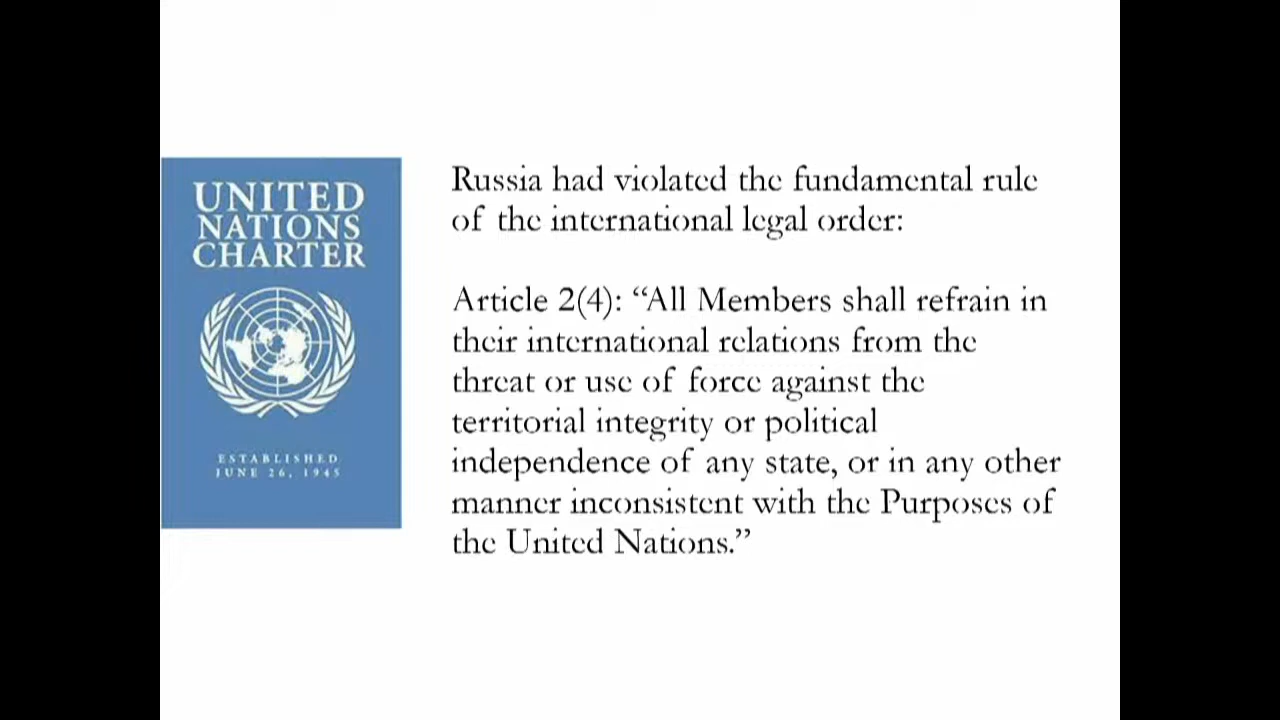 UNITED
NATIONS
CHARTER
ESTABLISHED
JUNE 26, 1945
Russia had violated the fundamental rule
of the international legal order:
Article 2(4): “All Members shall refrain in
their international relations from the
threat or use of force against the
territorial integrity or political
independence of any state, or in any other
manner inconsistent with the Purposes of
the United Nations.”